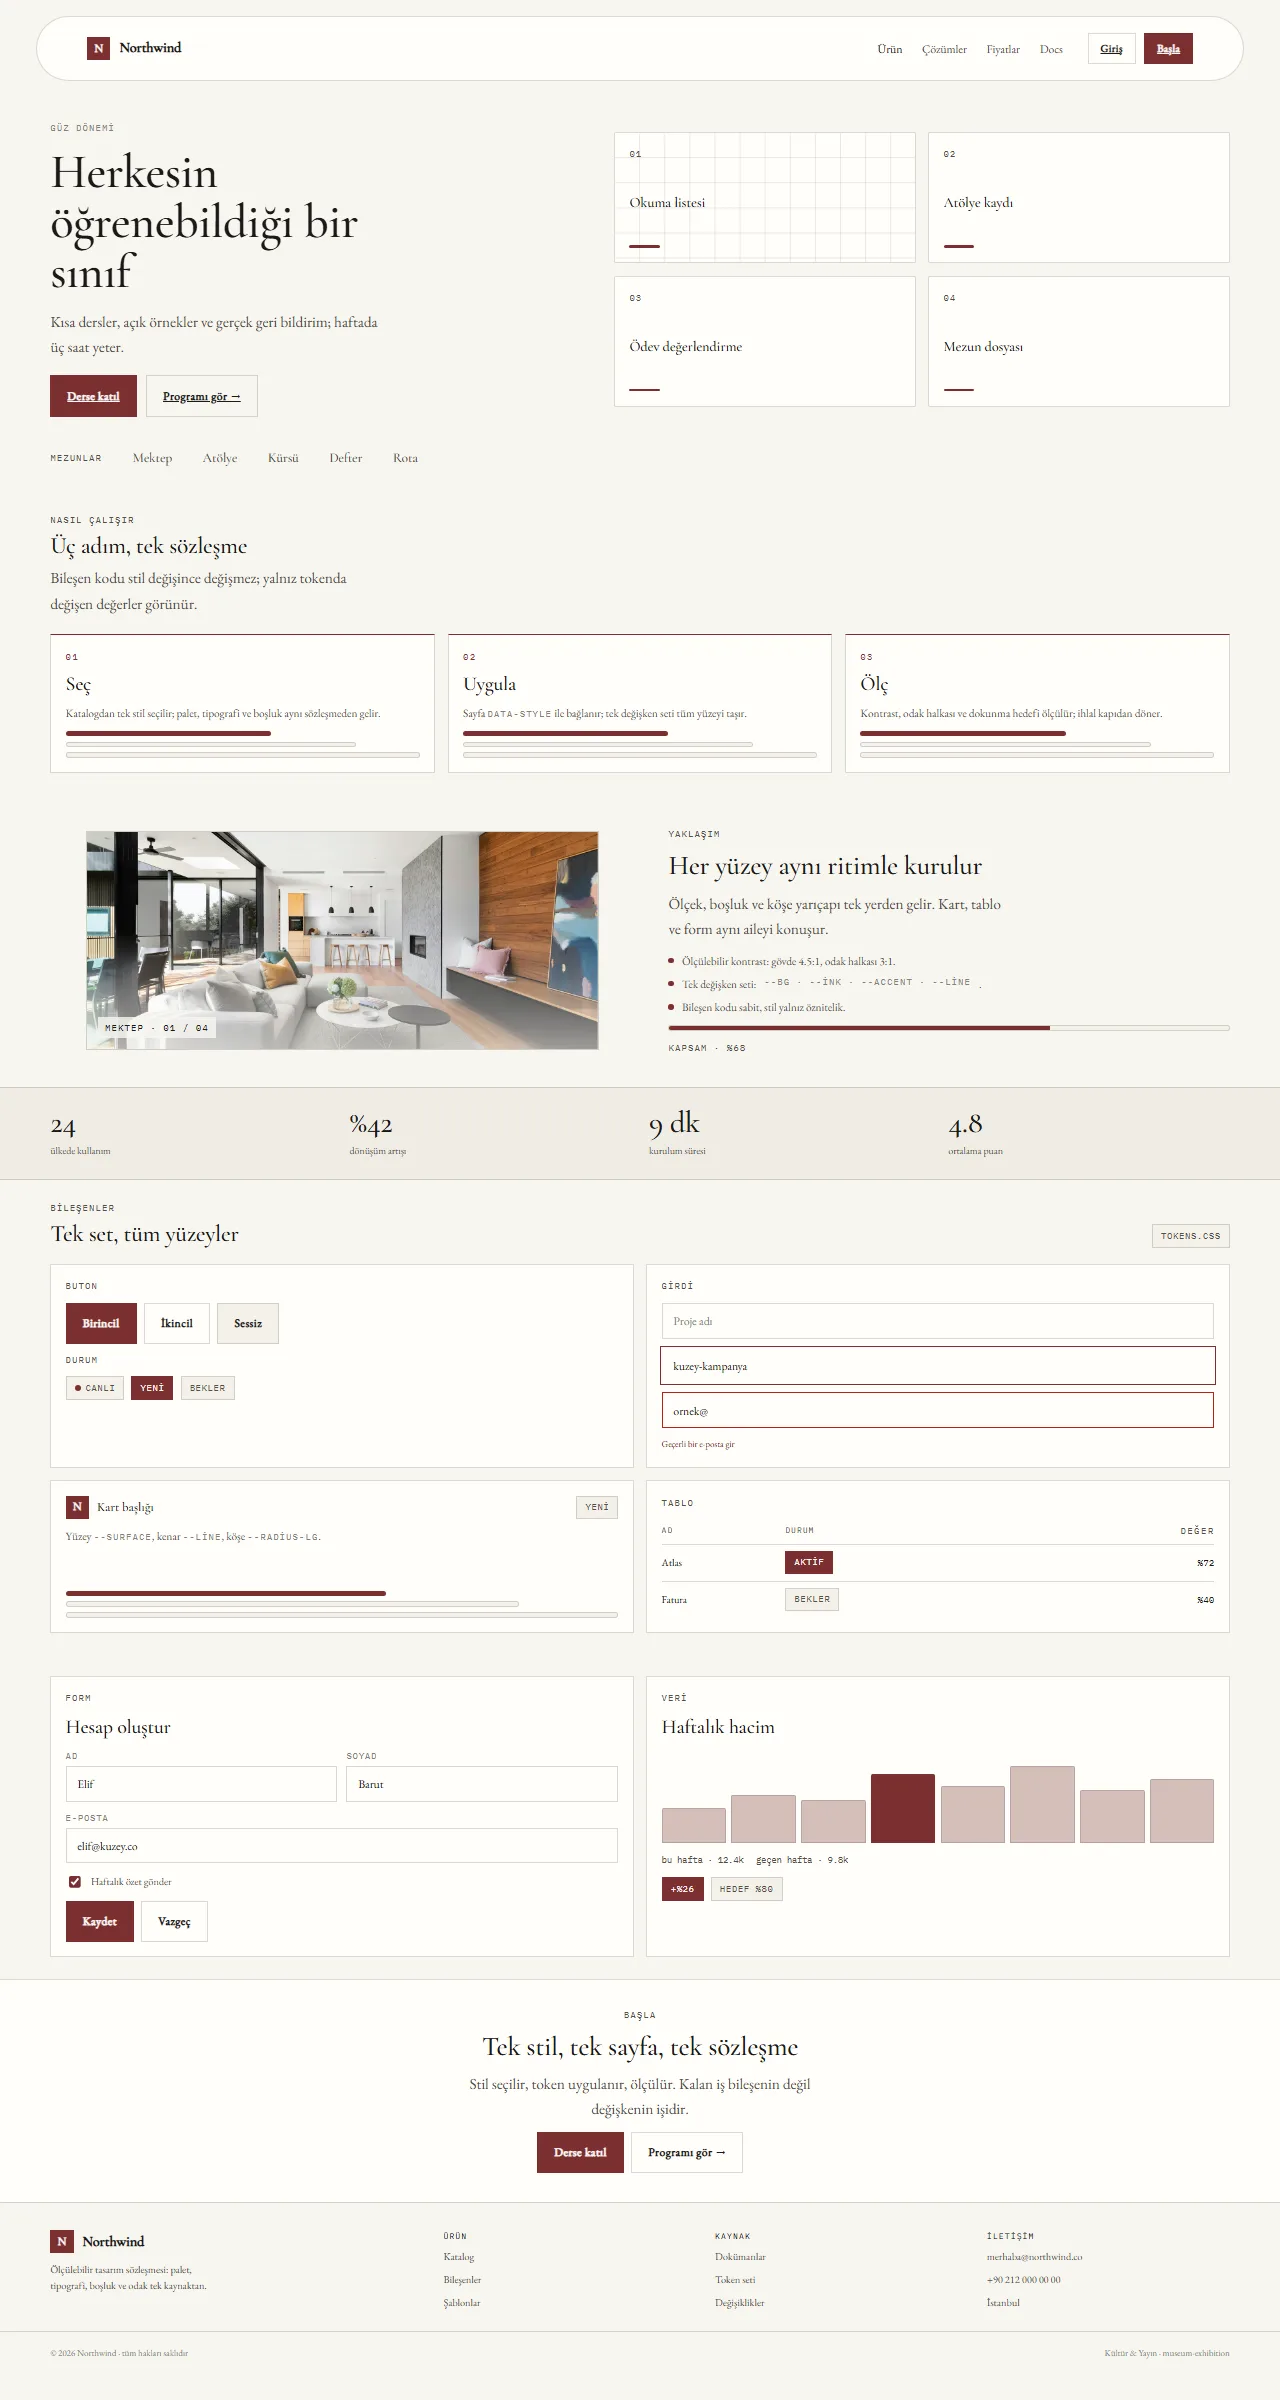 N Northwind
Ürün Çözümler Fiyatlar Docs Giriş Başla
GÜZ DÖNEMİ
Herkesin
öğrenebildiği bir
sınıf
Kısa dersler, açık örnekler ve gerçek geri bildirim; haftada
üç saat yeter.
Derse katıl Programı gör →
01
Okuma listesi
02
Atölye kaydı
03
Ödev değerlendirme
04
Mezun dosyası
MEZUNLAR Mektep Atölye Kürsü Defter Rota
NASIL ÇALIŞIR
Üç adım, tek sözleşme
Bileşen kodu stil değişince değişmez; yalnız tokenda
değişen değerler görünür.
01
Seç
Katalogdan tek stil seçilir; palet, tipografi ve boşluk aynı sözleşmeden gelir.
02
Uygula
Sayfa DATA-STYLE ile bağlanır; tek değişken seti tüm yüzeyi taşır.
03
Ölç
Kontrast, odak halkası ve dokunma hedefi ölçülür; ihlal kapıdan döner.
MEKTEP · 01 / 04
YAKLAŞIM
Her yüzey aynı ritimle kurulur
Ölçek, boşluk ve köşe yarıçapı tek yerden gelir. Kart, tablo
ve form aynı aileyi konuşur.
Ölçülebilir kontrast: gövde 4.5:1, odak halkası 3:1.
Tek değişken seti: --BG · --İNK · --ACCENT · --LİNE .
Bileşen kodu sabit, stil yalnız öznitelik.
KAPSAM · %68
24
ülkede kullanım
%42
dönüşüm artışı
9 dk
kurulum süresi
4.8
ortalama puan
BİLEŞENLER
Tek set, tüm yüzeyler
TOKENS.CSS
BUTON
Birincil İkincil Sessiz
DURUM
CANLI YENİ BEKLER
GİRDİ
Proje adı
kuzey-kampanya
ornek@
Geçerli bir e-posta gir
N Kart başlığı YENİ
Yüzey --SURFACE, kenar --LİNE, köşe --RADİUS-LG.
TABLO
AD DURUM DEĞER
Atlas AKTİF %72
Fatura BEKLER %40
FORM
Hesap oluştur
AD SOYAD
Elif Barut
E-POSTA
elif@kuzey.co
Haftalık özet gönder
Kaydet Vazgeç
VERİ
Haftalık hacim
bu hafta · 12.4k geçen hafta · 9.8k
+%26 HEDEF %80
BAŞLA
Tek stil, tek sayfa, tek sözleşme
Stil seçilir, token uygulanır, ölçülür. Kalan iş bileşenin değil
değişkenin işidir.
Derse katıl Programı gör →
N Northwind
Ölçülebilir tasarım sözleşmesi: palet,
tipografi, boşluk ve odak tek kaynaktan.
ÜRÜN
Katalog
Bileşenler
Şablonlar
KAYNAK
Dokümanlar
Token seti
Değişiklikler
İLETİŞİM
merhaba@northwind.co
+90 212 000 00 00
İstanbul
© 2026 Northwind · tüm hakları saklıdır
Kültür & Yayın · museum-exhibition